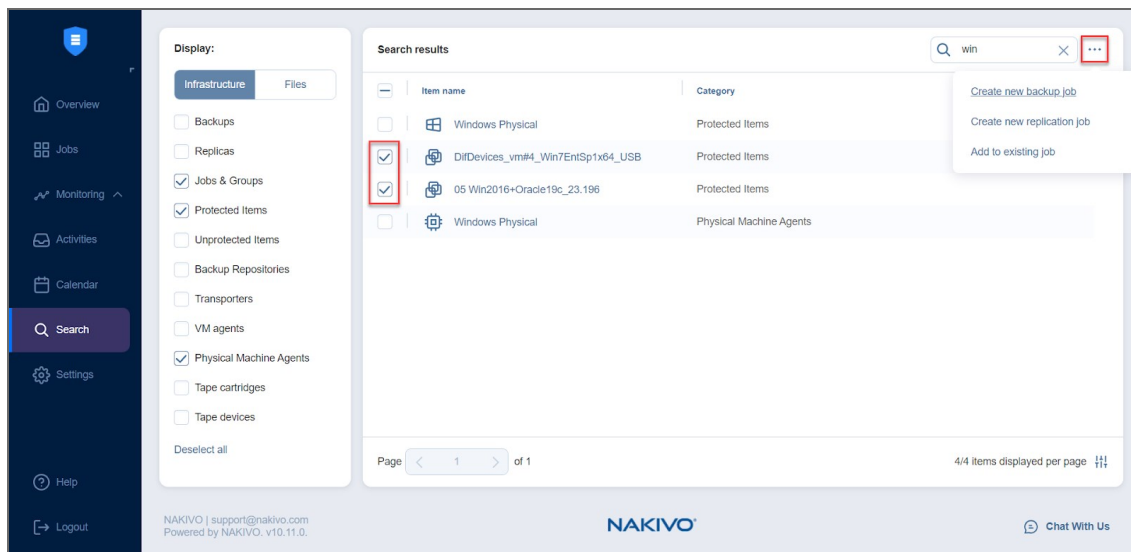 Overview
Jobs
Monitoring
Activities
Calendar
Search
Settings
Help
Logout
Display:
Infrastructure
Files
Backups
Replicas
Jobs & Groups
Protected Items
Unprotected Items
Backup Repositories
Transporters
VM agents
Physical Machine Agents
Tape cartridges
Tape devices
Deselect all
Search results
win
Item name
Category
Windows Physical
Protected Items
DifDevices_vm#4_Win7EntSp1x64_USB
Protected Items
05 Win2016+Oracle19c_23.196
Protected Items
Windows Physical
Physical Machine Agents
Create new backup job
Create new replication job
Add to existing job
Page
1
of 1
4/4 items displayed per page
NAKIVO | support@nakivo.com
Powered by NAKIVO. v10.11.0.
NAKIVO®
Chat With Us